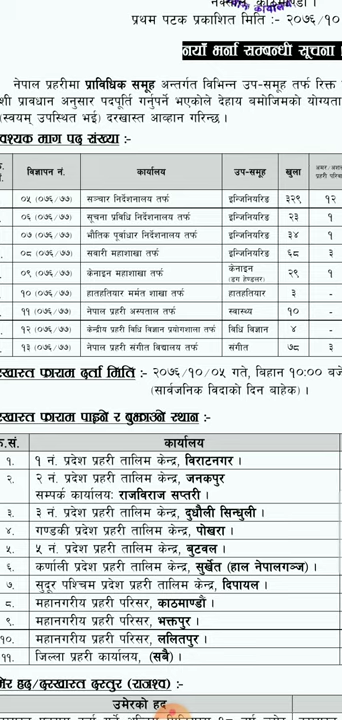 नक्साल, काठमाण्डौं ।
कार्यालय
प्रथम पटक प्रकाशित मिति : २०७६/१०
नयाँ भर्ना सम्बन्धी सूचना
नेपाल प्रहरीमा प्राविधिक समूह अन्तर्गत विभिन्न उप-समूह तर्फ रिक्त
शी प्रावधान अनुसार पदपूर्ति गर्नुपर्ने भएकोले देहाय बमोजिमको योग्यता
(स्वयम् उपस्थित भई) दरखास्त आव्हान गरिन्छ ।
वश्यक माग पद संख्या :-
विज्ञापन नं. कार्यालय उप-समूह खुला
प्रहरी परिवार
०५ (०७६/७७) सञ्चार निर्देशनालय तर्फ इन्जिनियरिङ ३२९ १२
०६ (०७६/७७) सूचना प्रविधि निर्देशनालय तर्फ इन्जिनियरिङ २३ १
०७ (०७६/७७) भौतिक पूर्वाधार निर्देशनालय तर्फ इन्जिनियरिङ ३४ १
०८ (०७६/७७) सवारी महाशाखा तर्फ इन्जिनियरिङ ६८ ३
०९ (०७६/७७) केनाइन महाशाखा तर्फ केनाइन (डग हेण्डलर) २९ १
१० (०७६/७७) हातहतियार मर्मत शाखा तर्फ हातहतियार ३ -
११ (०७६/७७) नेपाल प्रहरी अस्पताल तर्फ स्वास्थ्य १० -
१२ (०७६/७७) केन्द्रीय प्रहरी विधि विज्ञान प्रयोगशाला तर्फ विधि विज्ञान ४ -
१३ (०७६/७७) नेपाल प्रहरी संगीत विद्यालय तर्फ संगीत ७८ ३
रखास्त फाराम दर्ता मिति :- २०७६/१०/०५ गते, बिहान १०:०० बजे
(सार्वजनिक विदाको दिन बाहेक) ।
रखास्त फाराम पाइने र बुझाउने स्थान :-
क्र.सं. कार्यालय
१. १ नं. प्रदेश प्रहरी तालिम केन्द्र, विराटनगर ।
२. २ नं. प्रदेश प्रहरी तालिम केन्द्र, जनकपुर
सम्पर्क कार्यालय: राजविराज सप्तरी ।
३. ३ नं. प्रदेश प्रहरी तालिम केन्द्र, दुधौली सिन्धुली ।
४. गण्डकी प्रदेश प्रहरी तालिम केन्द्र, पोखरा ।
५. ५ नं. प्रदेश प्रहरी तालिम केन्द्र, बुटवल ।
६. कर्णाली प्रदेश प्रहरी तालिम केन्द्र, सुर्खेत (हाल नेपालगञ्ज) ।
७. सुदूर पश्चिम प्रदेश प्रहरी तालिम केन्द्र, दिपायल ।
८. महानगरीय प्रहरी परिसर, काठमाण्डौं ।
९. महानगरीय प्रहरी परिसर, भक्तपुर ।
१०. महानगरीय प्रहरी परिसर, ललितपुर ।
११. जिल्ला प्रहरी कार्यालय, (सबै) ।
मेर हद/दरखास्त दस्तुर (राजश्व) :-
उमेरको हद